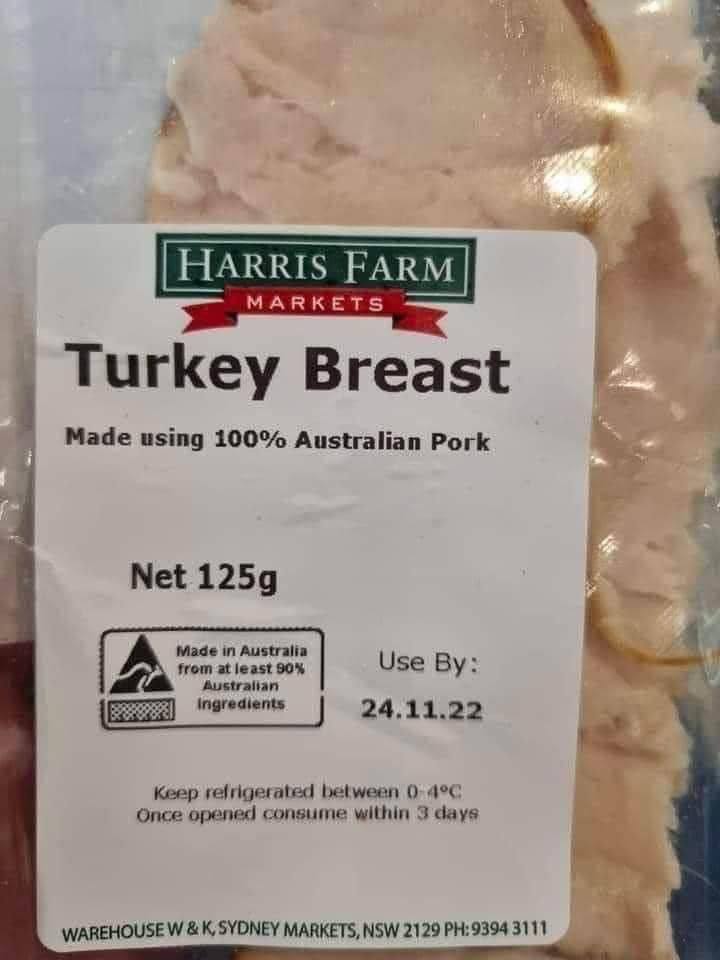 HARRIS FARM
MARKETS
Turkey Breast
Made using 100% Australian Pork
Net 125g
Made in Australia
from at least 90%
Australian
ingredients
Use By:
24.11.22
Keep refrigerated between 0-4°C
Once opened consume within 3 days
WAREHOUSE W & K, SYDNEY MARKETS, NSW 2129 PH: 9394 3111